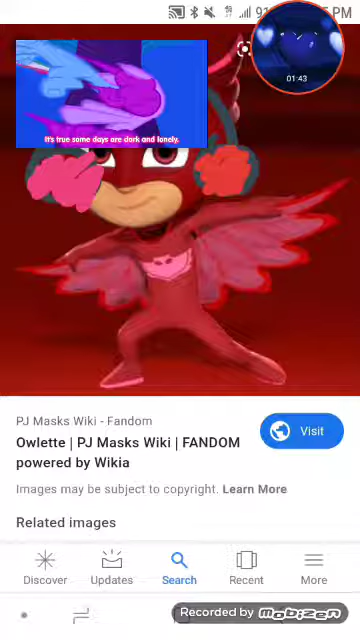 It's true some days are dark and lonely.
01:43
PJ Masks Wiki - Fandom
Owlette | PJ Masks Wiki | FANDOM
powered by Wikia
Visit
Images may be subject to copyright. Learn More
Related images
Discover
Updates
Search
Recent
More
Recorded by mobizen